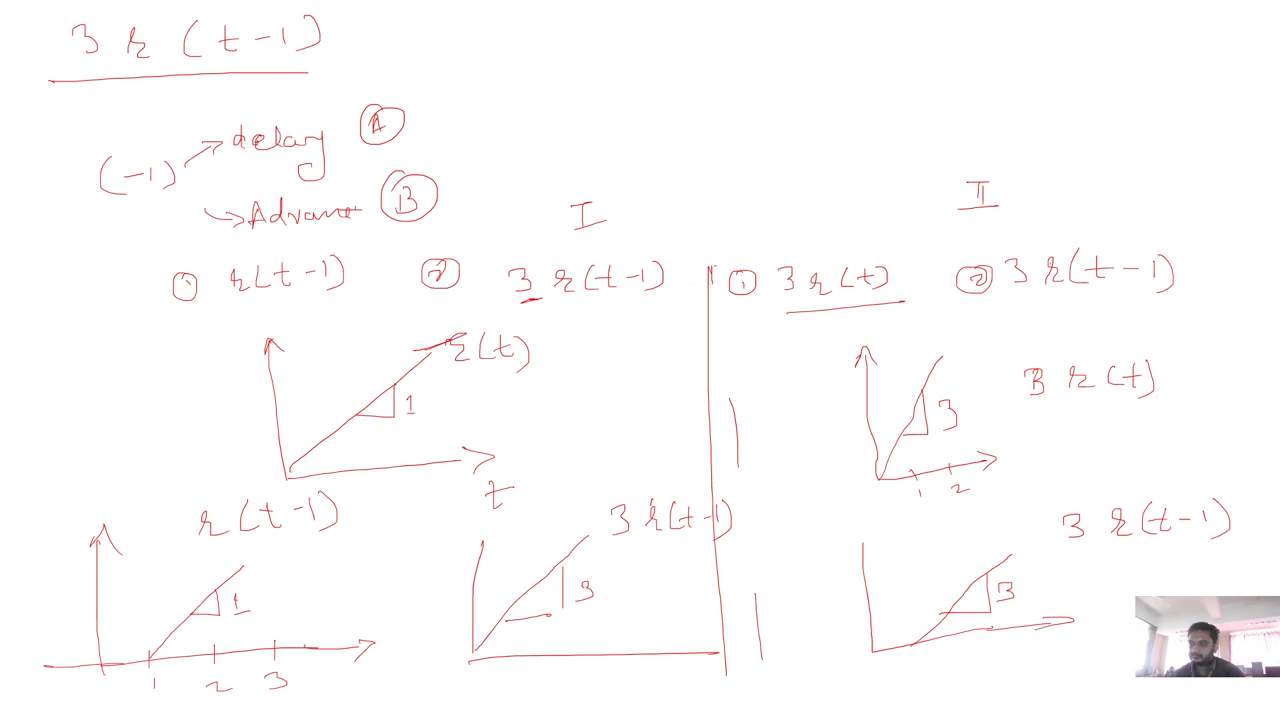 3 r (t-1)
(-1) → delay A
→ Advance B
I
II
① r(t-1) ② 3 r(t-1)
① 3 r(t) ② 3 r(t-1)
r(t)
1
t
3 r(t)
3
1 2
r(t-1)
1
1 2 3
3 r(t-1)
3
3 r(t-1)
3